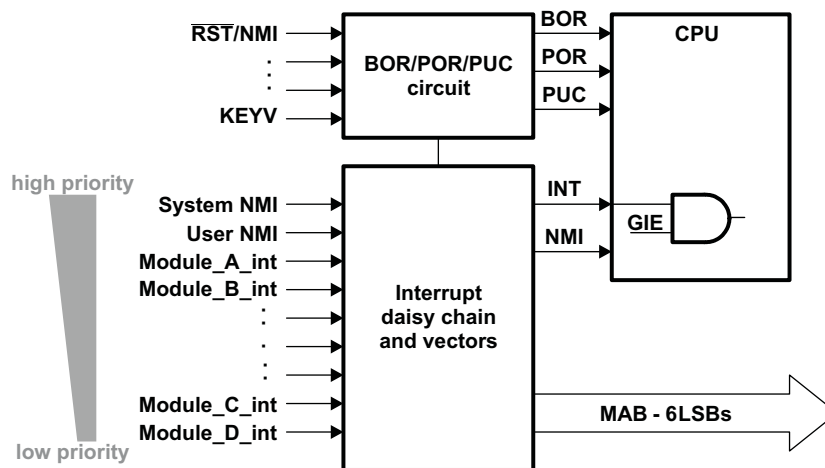 RST/NMI
KEYV
BOR/POR/PUC
circuit
BOR
POR
PUC
CPU
high priority
low priority
System NMI
User NMI
Module_A_int
Module_B_int
Module_C_int
Module_D_int
Interrupt
daisy chain
and vectors
INT
NMI
GIE
MAB - 6LSBs